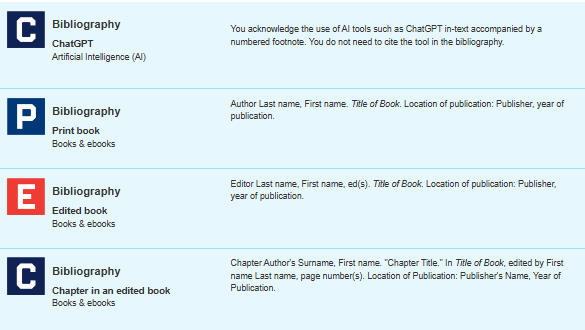 C
Bibliography
ChatGPT
Artificial Intelligence (AI)
You acknowledge the use of AI tools such as ChatGPT in-text accompanied by a
numbered footnote. You do not need to cite the tool in the bibliography.
P
Bibliography
Print book
Books & ebooks
Author Last name, First name. Title of Book. Location of publication: Publisher, year of
publication.
E
Bibliography
Edited book
Books & ebooks
Editor Last name, First name, ed(s). Title of Book. Location of publication: Publisher,
year of publication.
C
Bibliography
Chapter in an edited book
Books & ebooks
Chapter Author's Surname, First name. “Chapter Title.” In Title of Book, edited by First
name Last name, page number(s). Location of Publication: Publisher's Name, Year of
Publication.